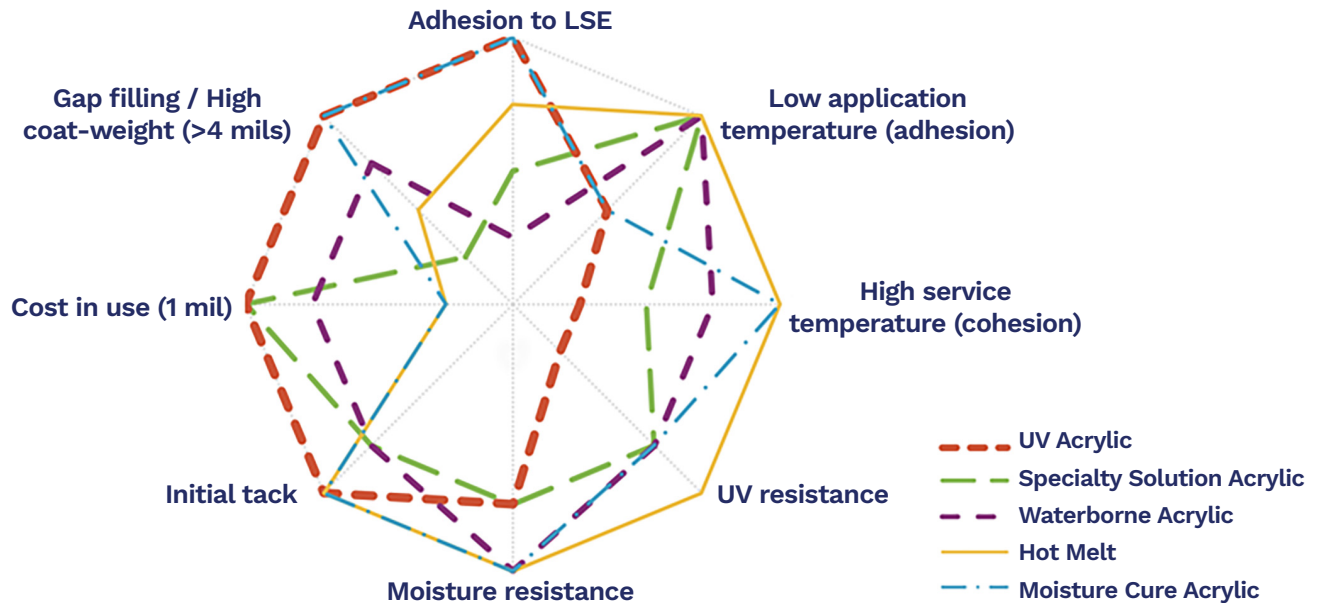 Adhesion to LSE
Gap filling / High
coat-weight (>4 mils)
Low application
temperature (adhesion)
Cost in use (1 mil)
High service
temperature (cohesion)
Initial tack
UV resistance
Moisture resistance
UV Acrylic
Specialty Solution Acrylic
Waterborne Acrylic
Hot Melt
Moisture Cure Acrylic